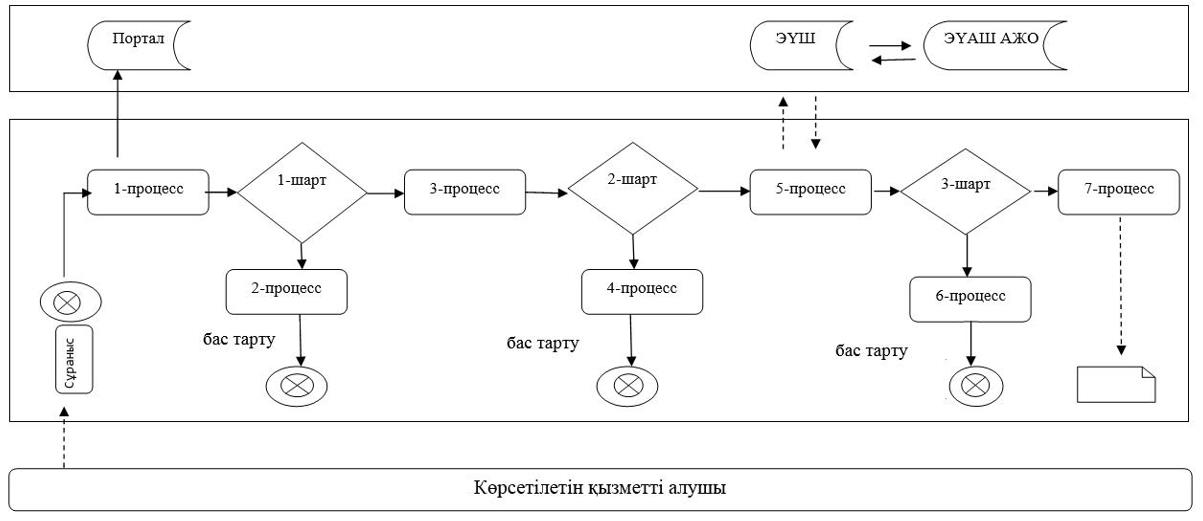 Портал
ЭҮШ
ЭҮАШ АЖО
1-процесс
1-шарт
3-процесс
2-шарт
5-процесс
3-шарт
7-процесс
2-процесс
4-процесс
6-процесс
Сұраныс
бас тарту
бас тарту
бас тарту
Көрсетілетін қызметті алушы